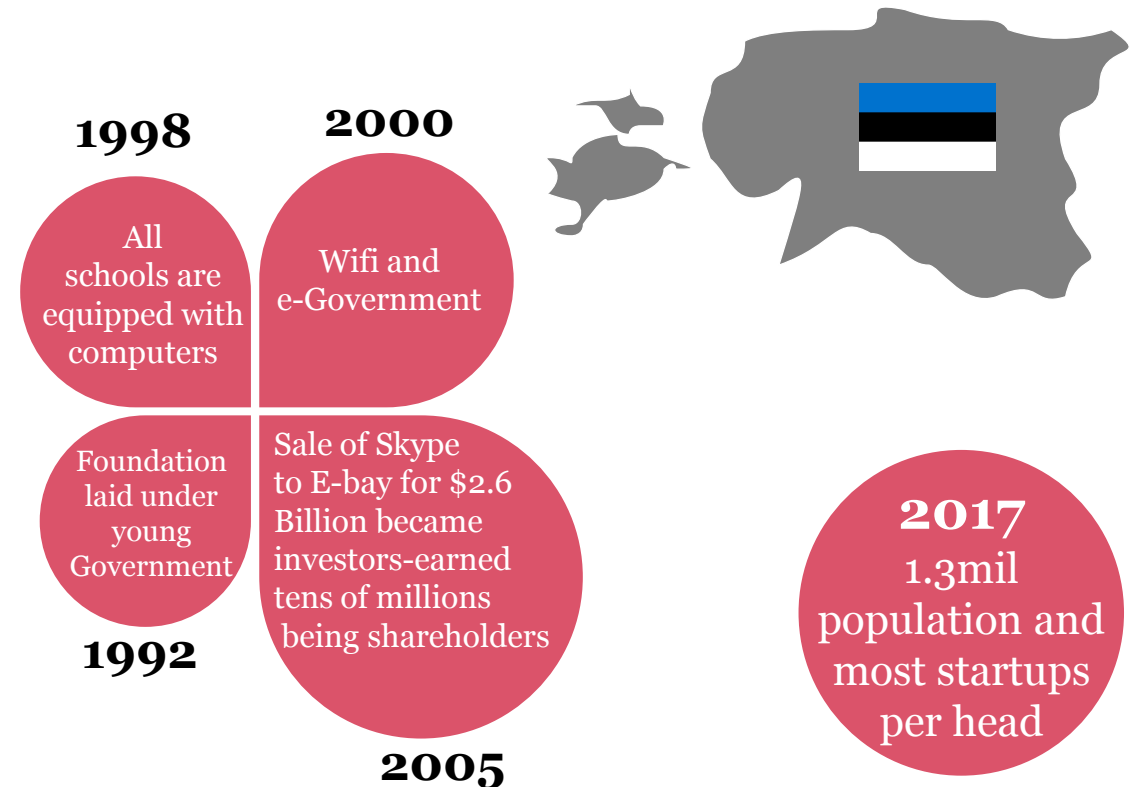 1998
All
schools are
equipped with
computers
2000
Wifi and
e-Government
Foundation
laid under
young
Government
1992
Sale of Skype
to E-bay for $2.6
Billion became
investors-earned
tens of millions
being shareholders
2005
2017
1.3mil
population and
most startups
per head